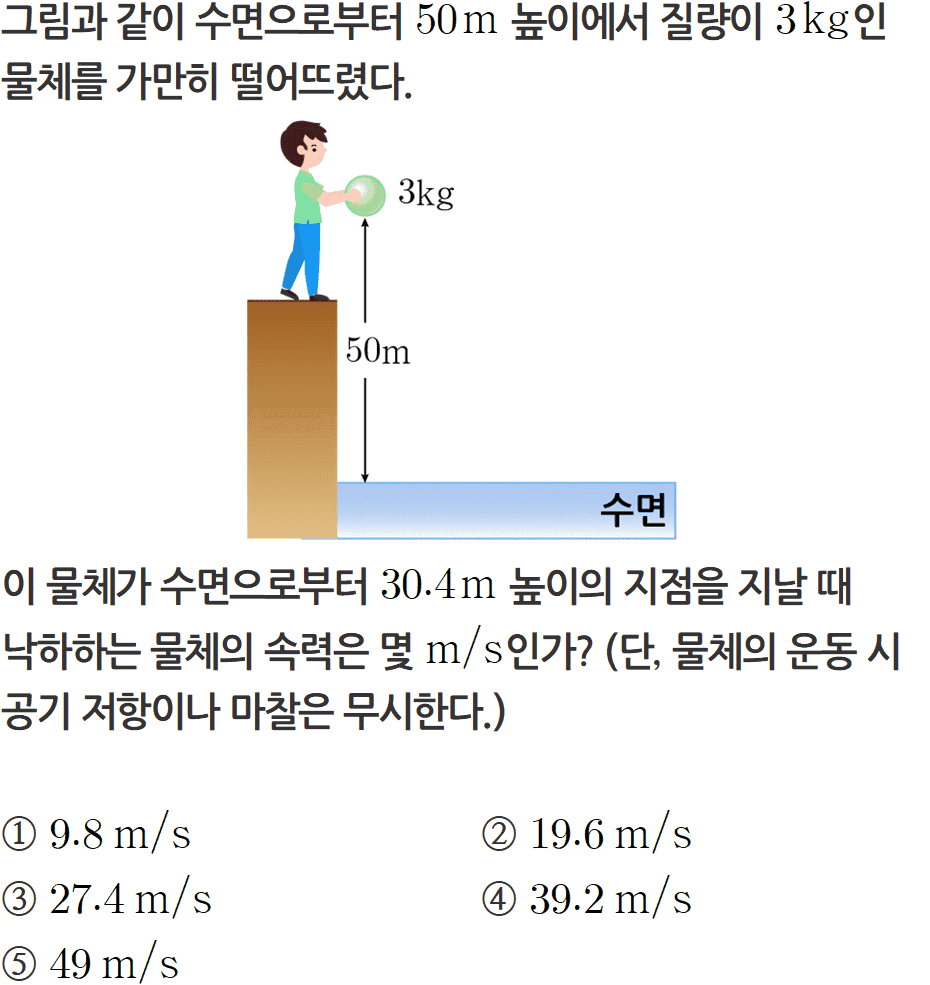 그림과 같이 수면으로부터 50m 높이에서 질량이 3kg인
물체를 가만히 떨어뜨렸다.
3kg
50m
수면
이 물체가 수면으로부터 30.4m 높이의 지점을 지날 때
낙하하는 물체의 속력은 몇 m/s인가? (단, 물체의 운동 시
공기 저항이나 마찰은 무시한다.)
① 9.8 m/s ② 19.6 m/s
③ 27.4 m/s ④ 39.2 m/s
⑤ 49 m/s